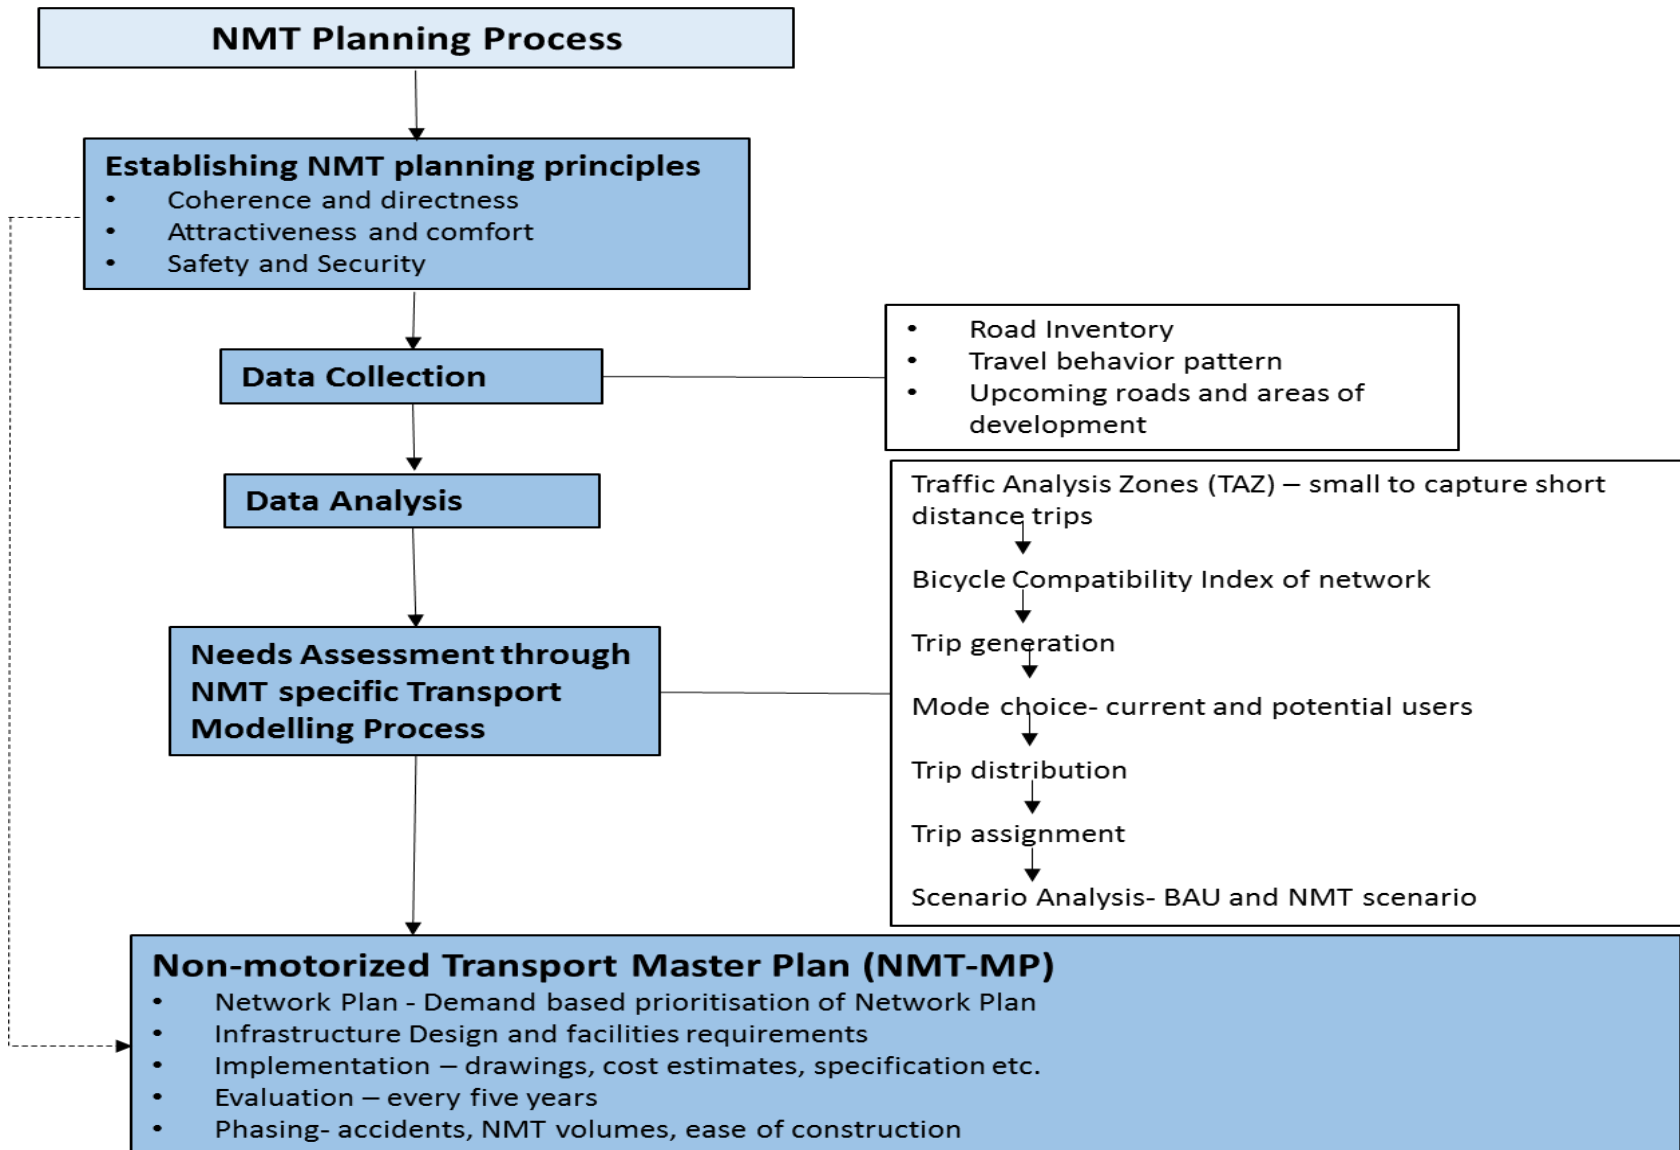 NMT Planning Process
Establishing NMT planning principles
• Coherence and directness
• Attractiveness and comfort
• Safety and Security
Data Collection
• Road Inventory
• Travel behavior pattern
• Upcoming roads and areas of
development
Data Analysis
Needs Assessment through
NMT specific Transport
Modelling Process
Traffic Analysis Zones (TAZ) – small to capture short
distance trips
Bicycle Compatibility Index of network
Trip generation
Mode choice- current and potential users
Trip distribution
Trip assignment
Scenario Analysis- BAU and NMT scenario
Non-motorized Transport Master Plan (NMT-MP)
• Network Plan - Demand based prioritisation of Network Plan
• Infrastructure Design and facilities requirements
• Implementation – drawings, cost estimates, specification etc.
• Evaluation – every five years
• Phasing- accidents, NMT volumes, ease of construction